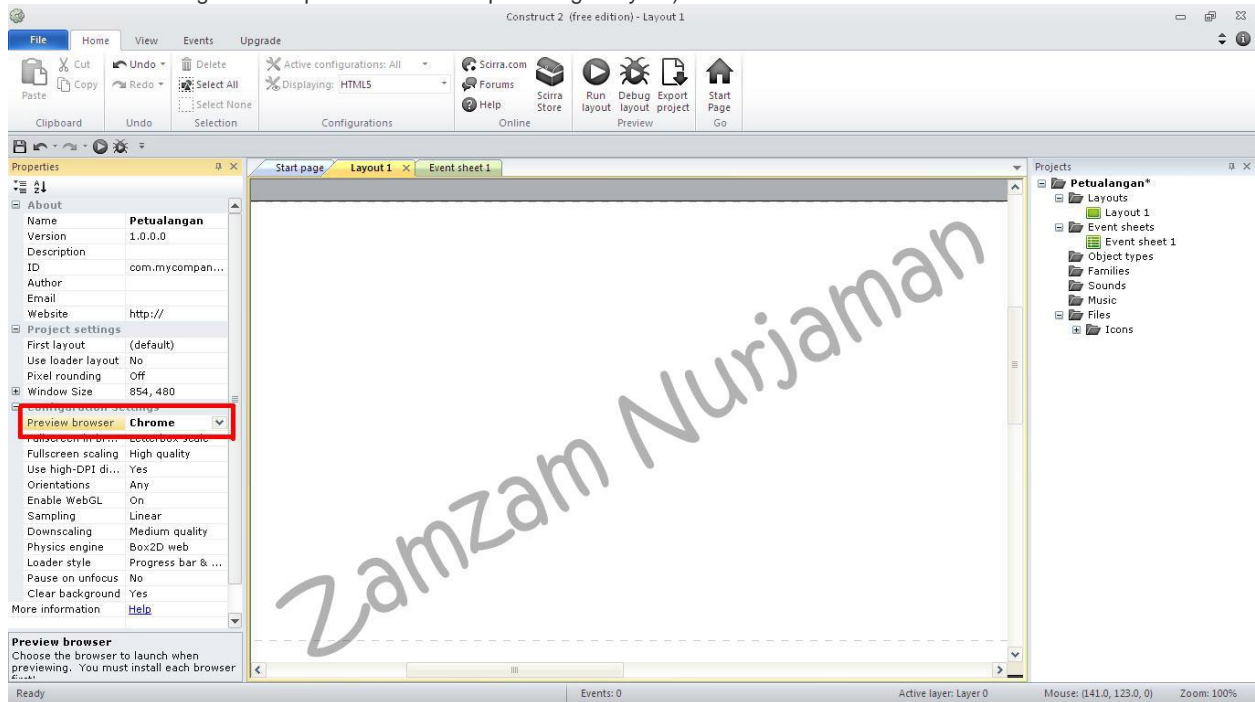 Construct 2 (free edition) - Layout 1
File Home View Events Upgrade
Paste
Cut
Copy
Clipboard
Undo
Redo
Undo
Delete
Select All
Select None
Selection
Active configurations: All
Displaying: HTML5
Configurations
Scirra.com
Forums
Help
Scirra Store
Online
Run layout
Debug layout
Export project
Preview
Start Page
Go
Properties
About
Name Petualangan
Version 1.0.0.0
Description
ID com.mycompan...
Author
Email
Website http://
Project settings
First layout (default)
Use loader layout No
Pixel rounding Off
Window Size 854, 480
Configuration Settings
Preview browser Chrome
Fullscreen in br... Letterbox scale
Fullscreen scaling High quality
Use high-DPI di... Yes
Orientations Any
Enable WebGL On
Sampling Linear
Downscaling Medium quality
Physics engine Box2D web
Loader style Progress bar & ...
Pause on unfocus No
Clear background Yes
More information Help
Preview browser
Choose the browser to launch when
previewing. You must install each browser
Start page Layout 1 Event sheet 1
Zamzam Nurjaman
Projects
Petualangan*
Layouts
Layout 1
Event sheets
Event sheet 1
Object types
Families
Sounds
Music
Files
Icons
Ready Events: 0 Active layer: Layer 0 Mouse: (141.0, 123.0, 0) Zoom: 100%